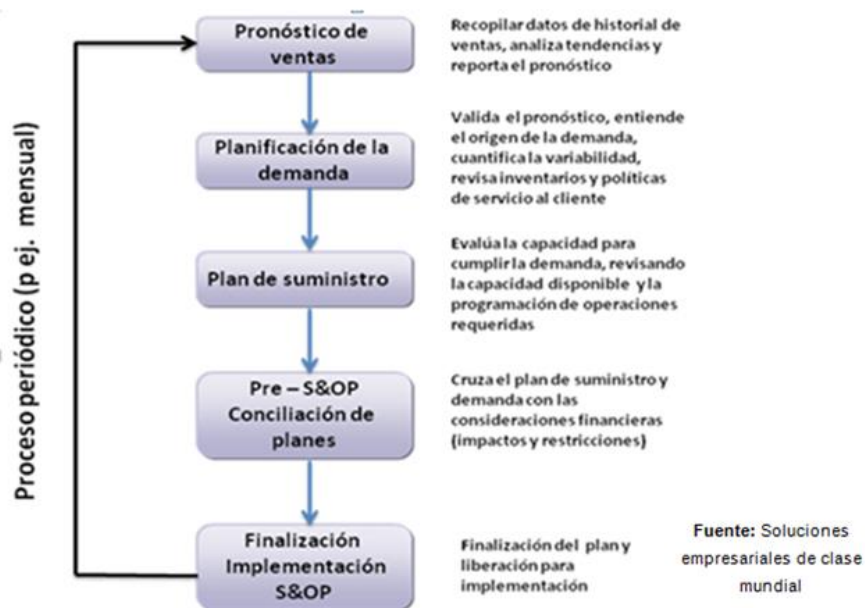 Proceso periódico (p ej. mensual)
Pronóstico de
ventas
Recopilar datos de historial de
ventas, analiza tendencias y
reporta el pronóstico
Planificación de la
demanda
Valida el pronóstico, entiende
el origen de la demanda,
cuantifica la variabilidad,
revisa inventarios y políticas
de servicio al cliente
Plan de suministro
Evalúa la capacidad para
cumplir la demanda, revisando
la capacidad disponible y la
programación de operaciones
requeridas
Pre – S&OP
Conciliación de
planes
Cruza el plan de suministro y
demanda con las
consideraciones financieras
(impactos y restricciones)
Finalización
Implementación
S&OP
Finalización del plan y
liberación para
implementación
Fuente: Soluciones
empresariales de clase
mundial